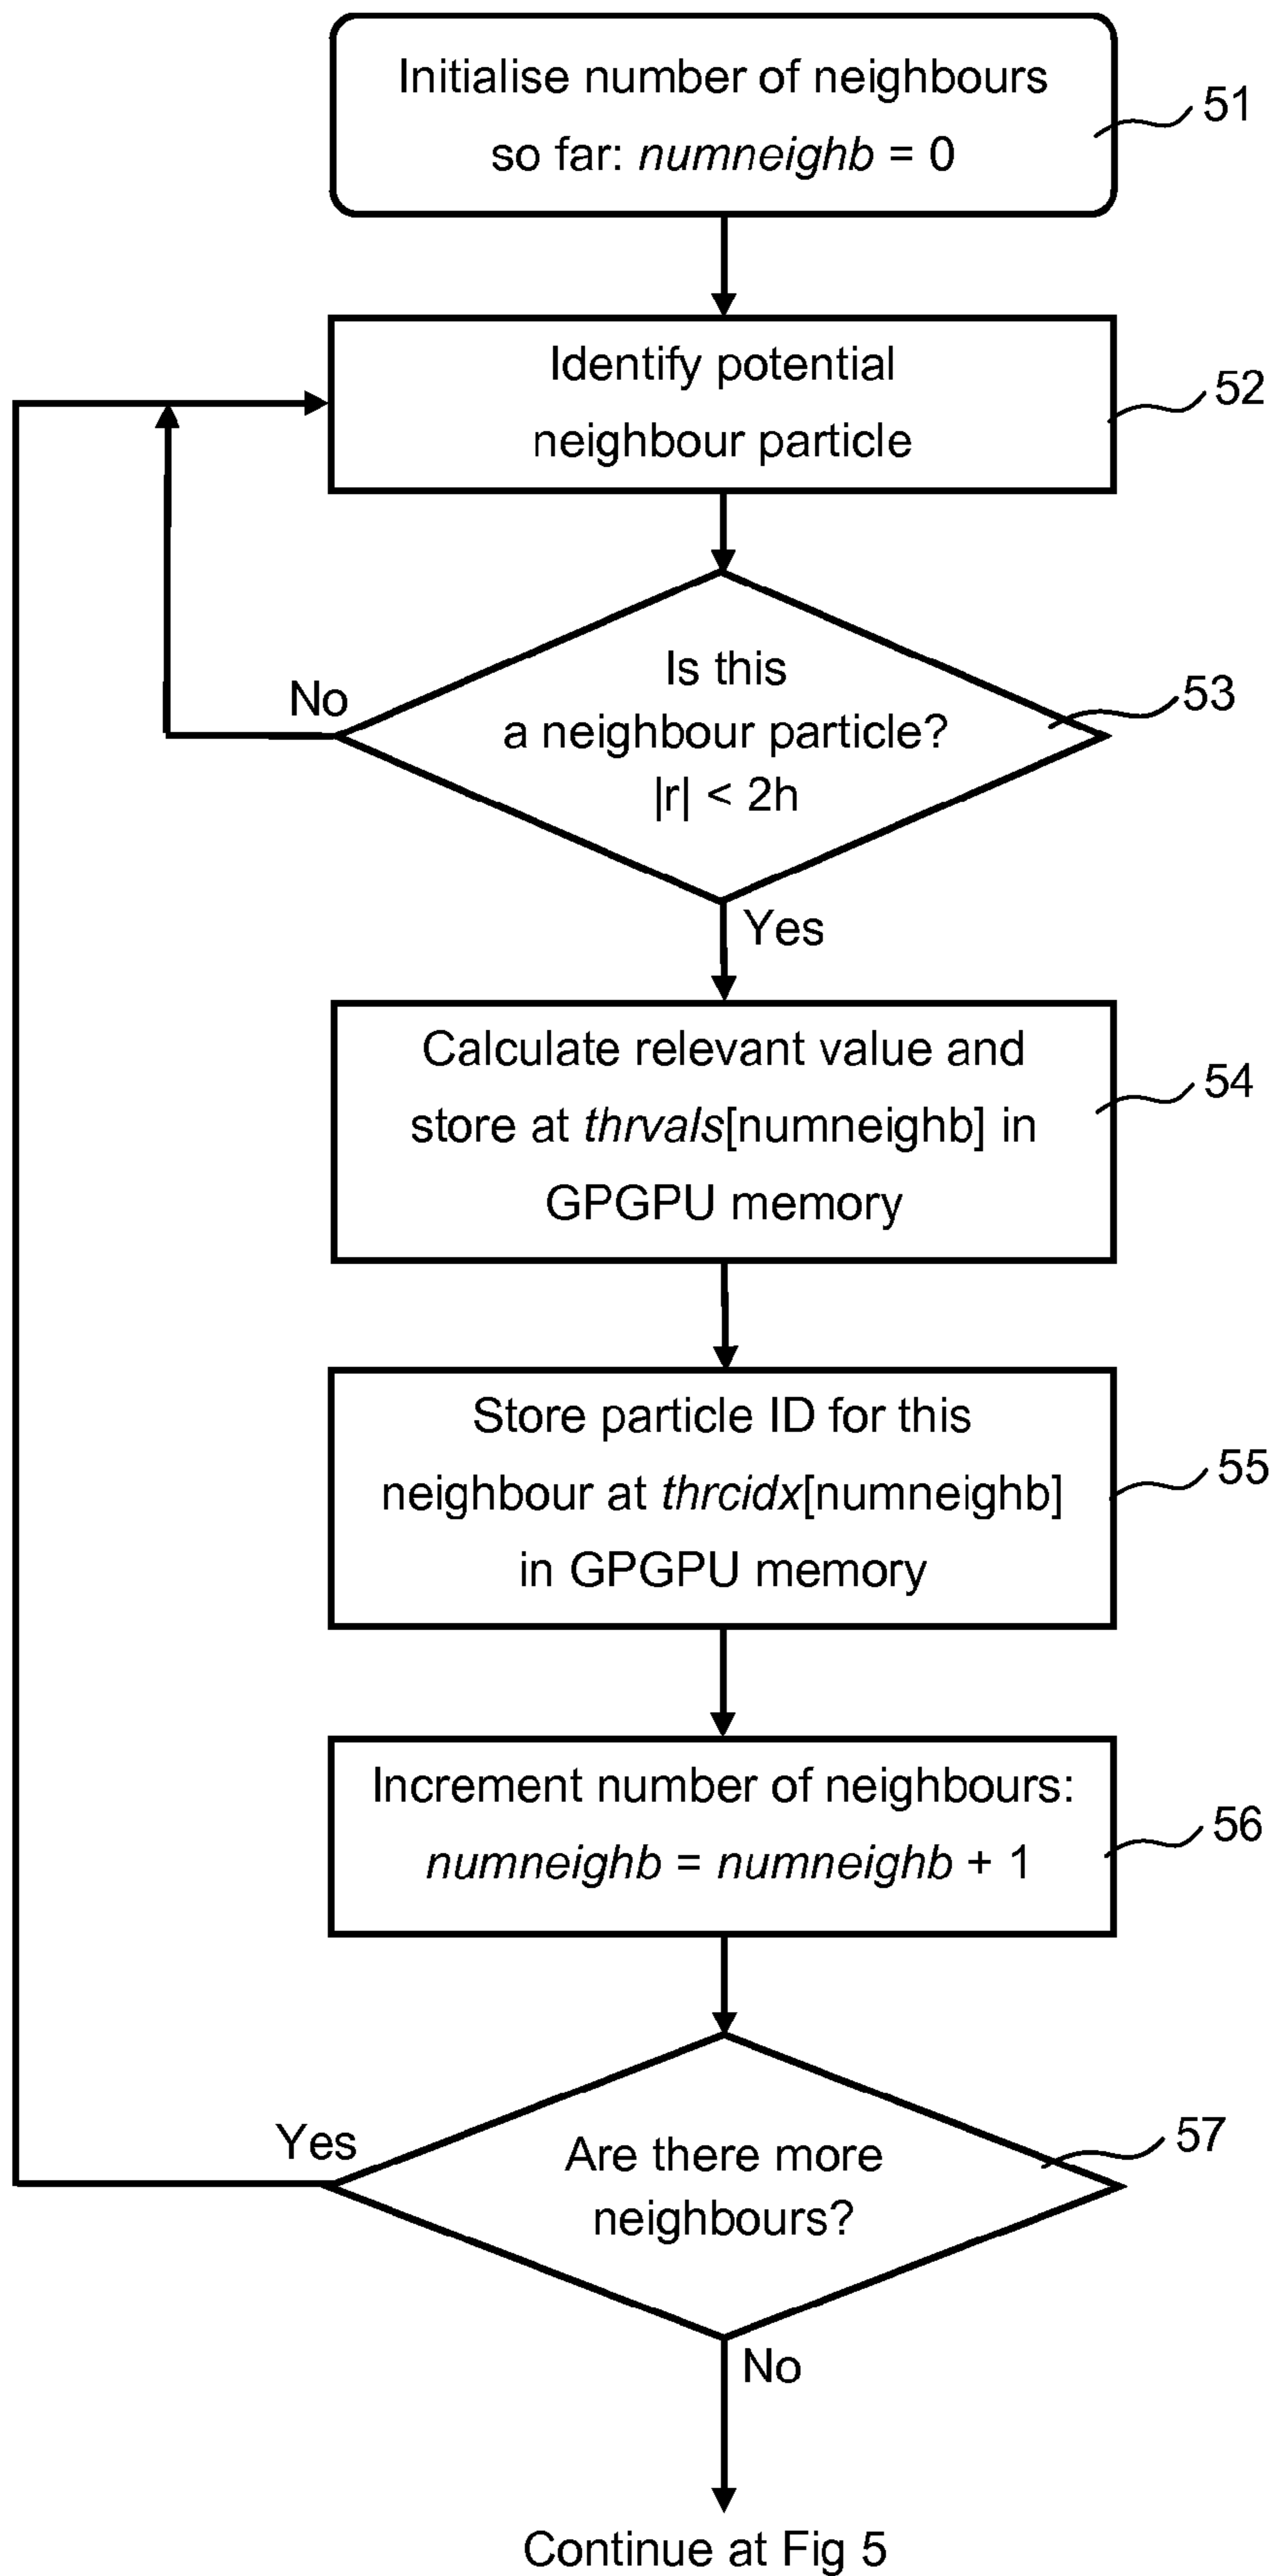 Initialise number of neighbours
so far: numneighb = 0
51
Identify potential
neighbour particle
52
Is this
a neighbour particle?
|r| < 2h
53
No
Yes
Calculate relevant value and
store at thrvals[numneighb] in
GPGPU memory
54
Store particle ID for this
neighbour at thrcidx[numneighb]
in GPGPU memory
55
Increment number of neighbours:
numneighb = numneighb + 1
56
Are there more
neighbours?
57
Yes
No
Continue at Fig 5